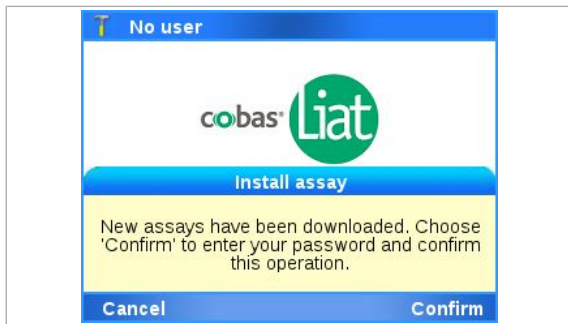 No user
cobas®
Liat
Install assay
New assays have been downloaded. Choose
'Confirm' to enter your password and confirm
this operation.
Cancel Confirm